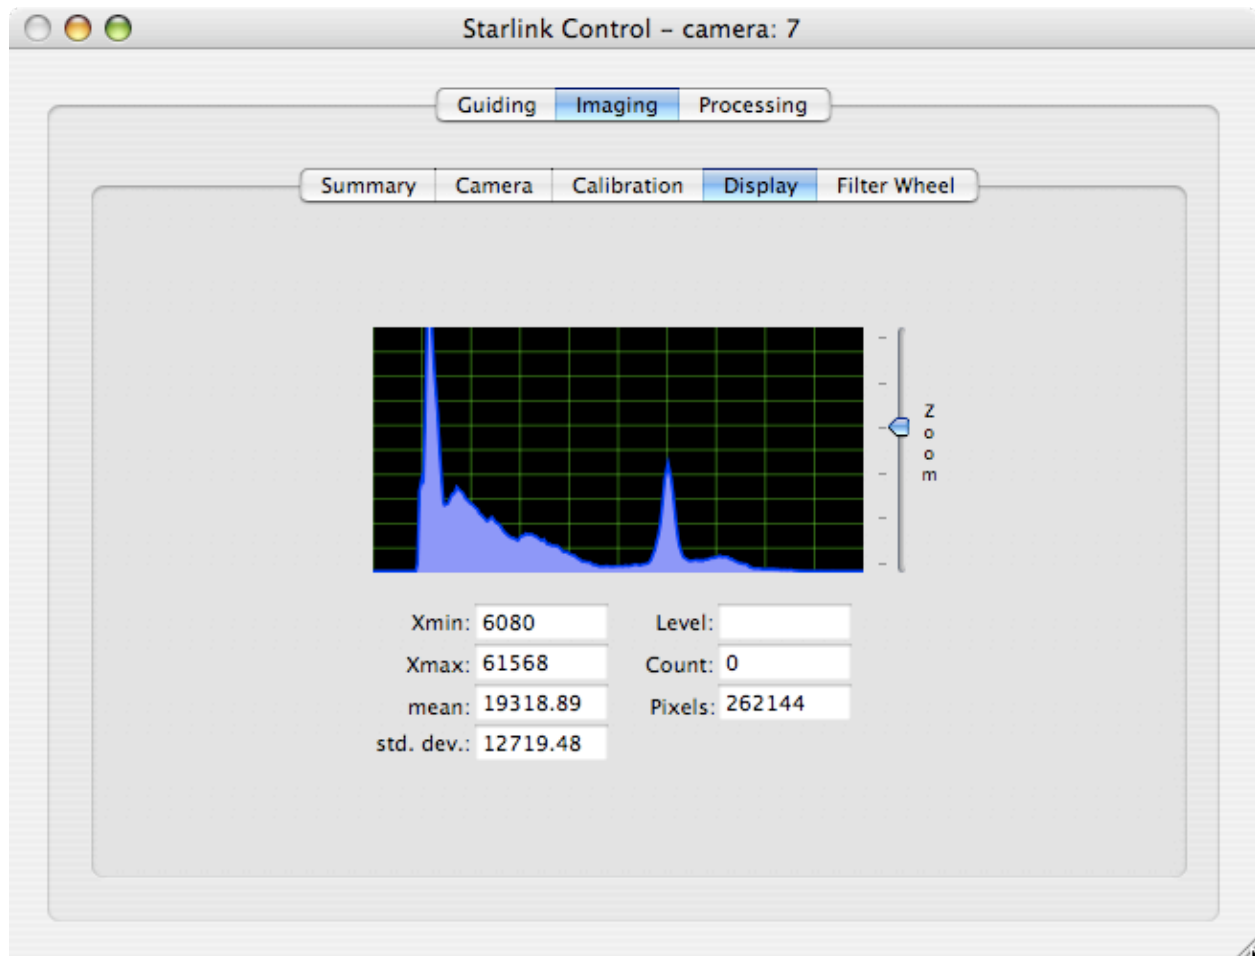 Starlink Control – camera: 7
Guiding Imaging Processing
Summary Camera Calibration Display Filter Wheel
Zoom
Xmin: 6080 Level:
Xmax: 61568 Count: 0
mean: 19318.89 Pixels: 262144
std. dev.: 12719.48